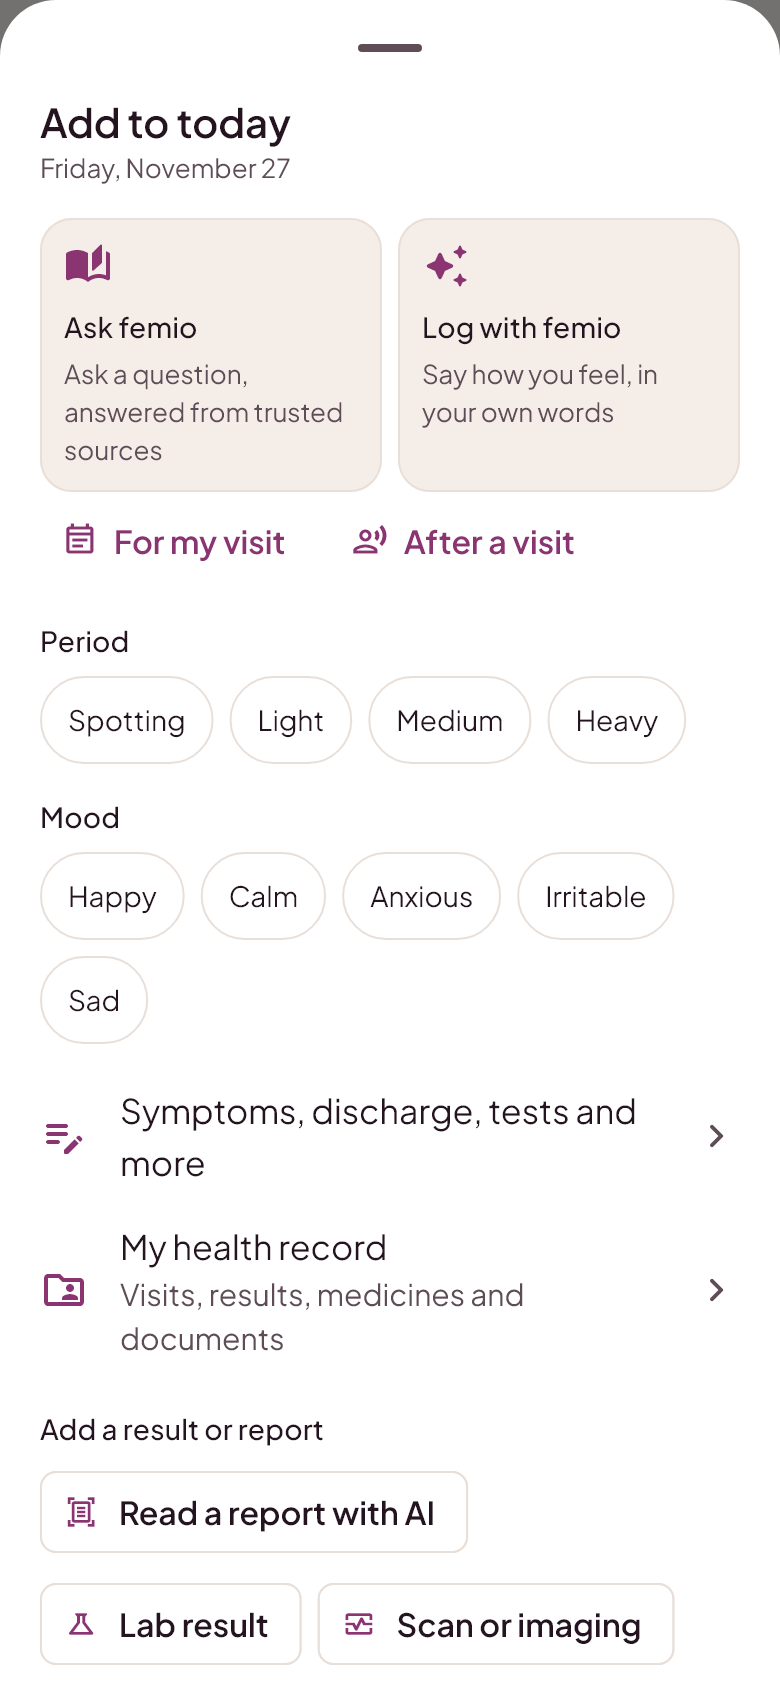 Add to today
Friday, November 27
Ask femio
Ask a question,
answered from trusted
sources
Log with femio
Say how you feel, in
your own words
For my visit
After a visit
Period
Spotting
Light
Medium
Heavy
Mood
Happy
Calm
Anxious
Irritable
Sad
Symptoms, discharge, tests and
more
My health record
Visits, results, medicines and
documents
Add a result or report
Read a report with AI
Lab result
Scan or imaging